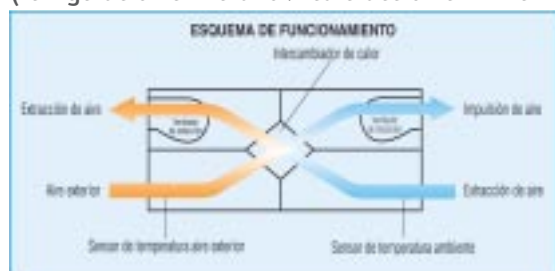 ESQUEMA DE FUNCIONAMIENTO
Intercambiador de calor
Extracción de aire
Impulsión de aire
Aire exterior
Extracción de aire
Sensor de temperatura aire exterior
Sensor de temperatura ambiente